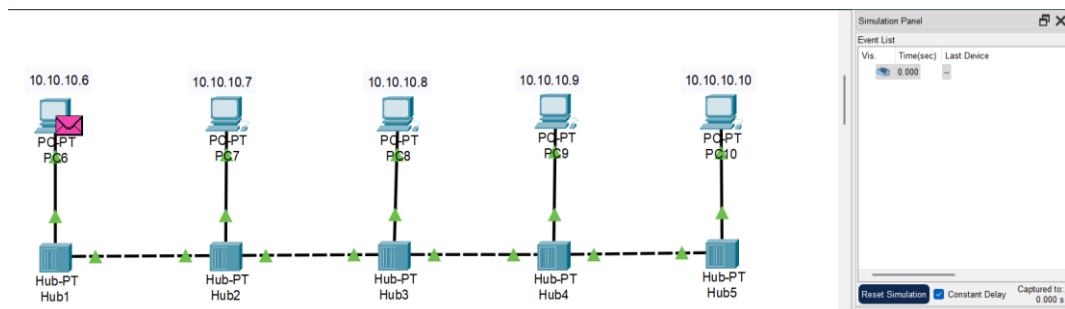 Simulation Panel
Event List
Vis. Time(sec) Last Device
0.000 --
10.10.10.6 10.10.10.7 10.10.10.8 10.10.10.9 10.10.10.10
PC-PT PC-PT PC-PT PC-PT PC-PT
PC6 PC7 PC8 PC9 PC10
Hub-PT Hub-PT Hub-PT Hub-PT Hub-PT
Hub1 Hub2 Hub3 Hub4 Hub5
Reset Simulation Constant Delay Captured to:
0.000 s